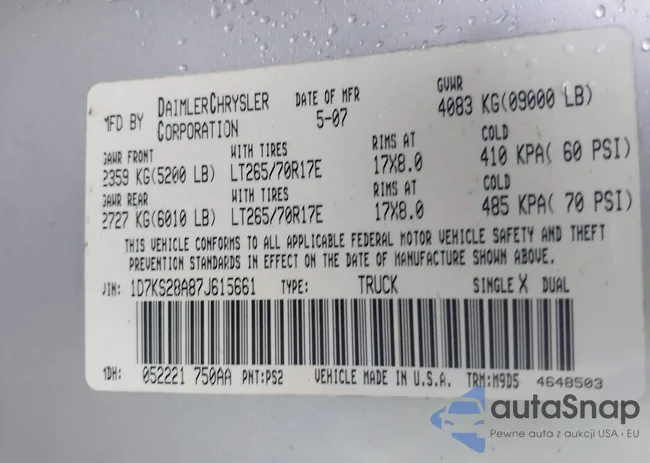 MFD BY DAIMLERCHRYSLER CORPORATION DATE OF MFR 5-07 GVWR 4083 KG(09000 LB)
GAWR FRONT WITH TIRES RIMS AT COLD
2359 KG(5200 LB) LT265/70R17E 17X8.0 410 KPA( 60 PSI)
GAWR REAR WITH TIRES RIMS AT COLD
2727 KG(6010 LB) LT265/70R17E 17X8.0 485 KPA( 70 PSI)
THIS VEHICLE CONFORMS TO ALL APPLICABLE FEDERAL MOTOR VEHICLE SAFETY AND THEFT
PREVENTION STANDARDS IN EFFECT ON THE DATE OF MANUFACTURE SHOWN ABOVE.
VIN: 1D7KS28A87J615661 TYPE: TRUCK SINGLE X DUAL
MDH: 052221 750AA PNT:PS2 VEHICLE MADE IN U.S.A. TRM:M9D5 4648503
autaSnap
Pewne auta z aukcji USA i EU